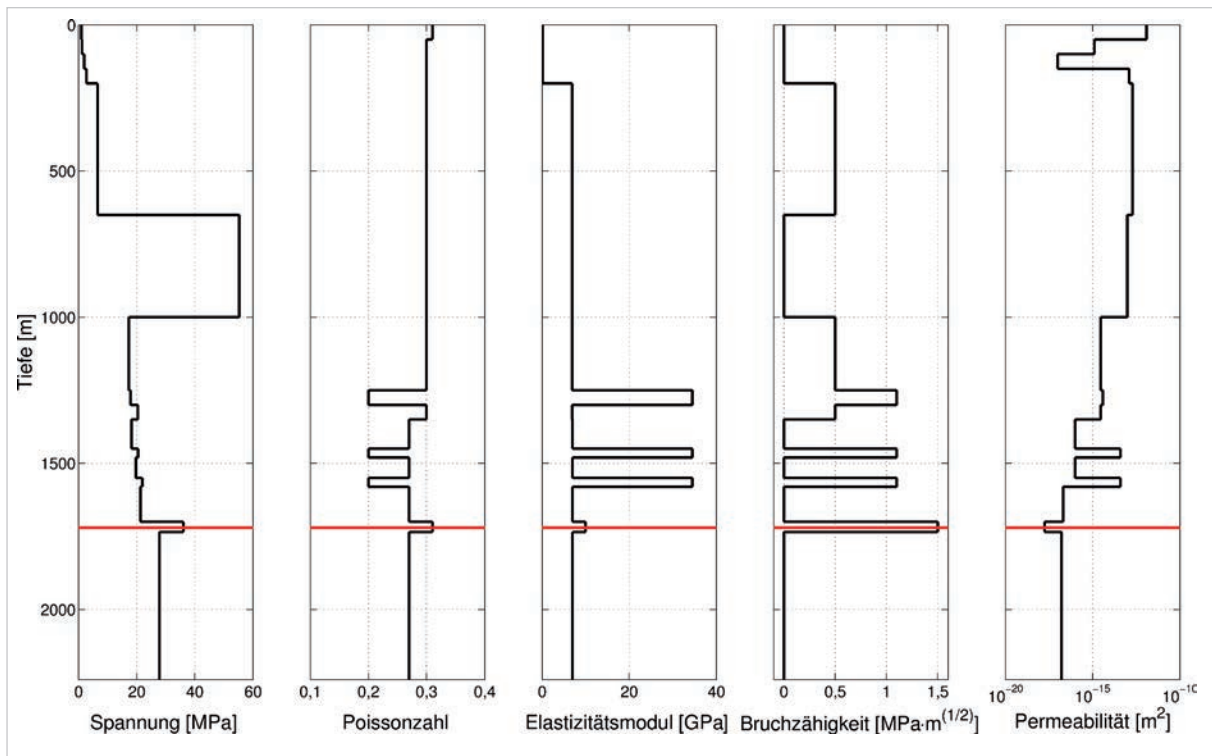 0
500
1000
1500
2000
Tiefe [m]
0 20 40 60
Spannung [MPa]
0,1 0,2 0,3 0,4
Poissonzahl
0 20 40
Elastizitätsmodul [GPa]
0 0,5 1 1,5
Bruchzähigkeit [MPa·m^(1/2)]
10^-20 10^-15 10^-10
Permeabilität [m²]